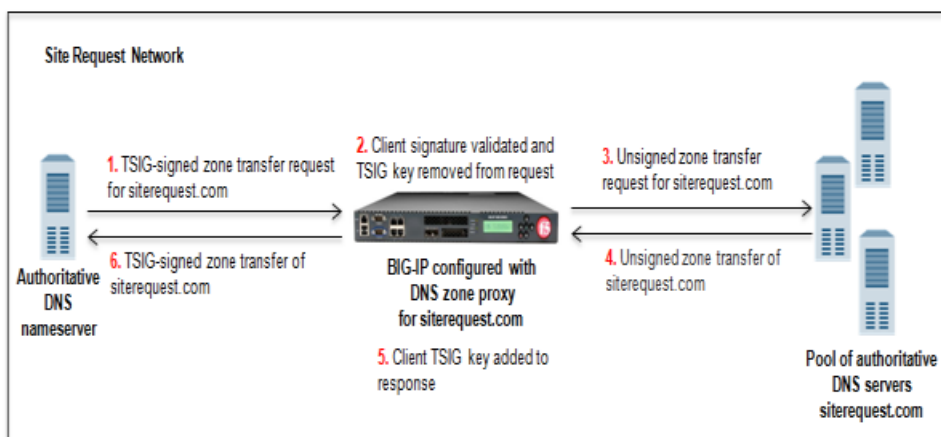 Site Request Network
1. TSIG-signed zone transfer request
for siterequest.com
2. Client signature validated and
TSIG key removed from request
3. Unsigned zone transfer
request for siterequest.com
6. TSIG-signed zone transfer of
siterequest.com
4. Unsigned zone transfer of
siterequest.com
Authoritative
DNS
nameserver
BIG-IP configured with
DNS zone proxy
for siterequest.com
5. Client TSIG key added to
response
Pool of authoritative
DNS servers
siterequest.com
f5